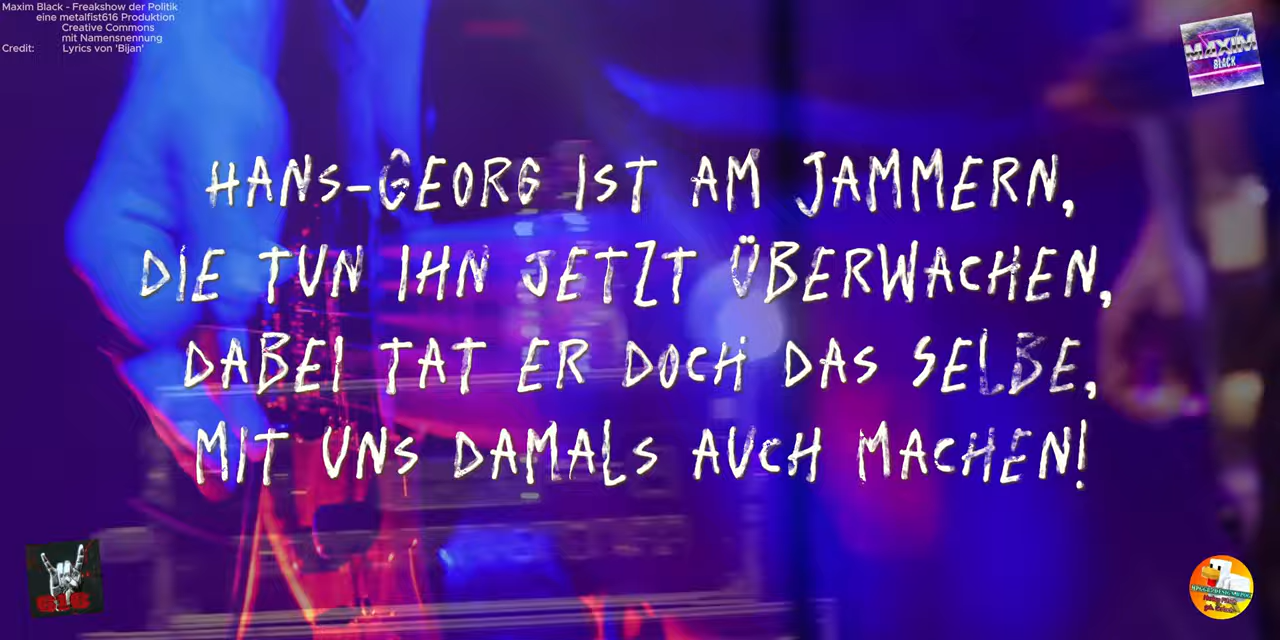 Maxim Black - Freakshow der Politik
eine metalfist616 Produktion
Creative Commons
mit Namensnennung
Credit: Lyrics von 'Bijan'
MAXIM
BLACK
HANS-GEORG IST AM JAMMERN,
DIE TUN IHN JETZT ÜBERWACHEN,
DABEI TAT ER DOCH DAS SELBE,
MIT UNS DAMALS AUCH MACHEN!
616